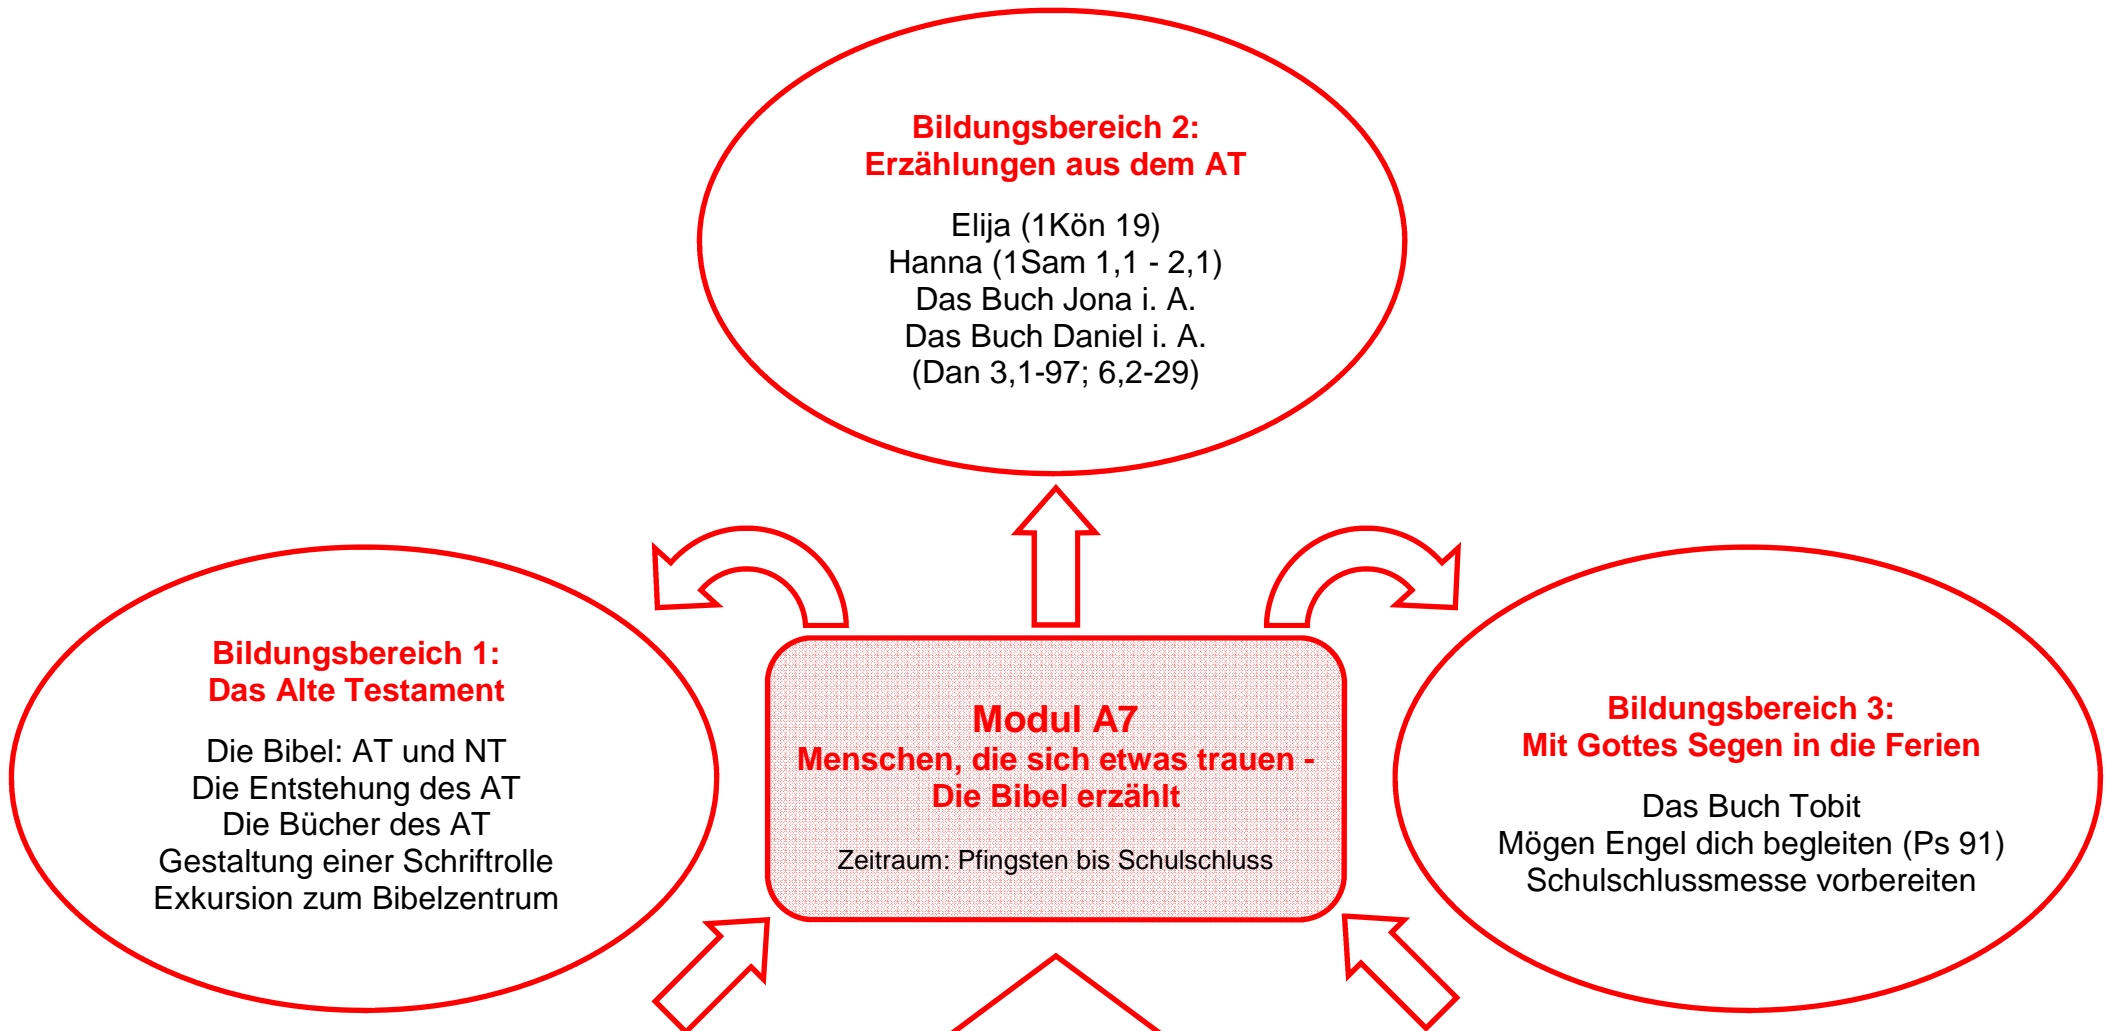 Bildungsbereich 2:
Erzählungen aus dem AT
Elija (1Kön 19)
Hanna (1Sam 1,1 - 2,1)
Das Buch Jona i. A.
Das Buch Daniel i. A.
(Dan 3,1-97; 6,2-29)
Bildungsbereich 1:
Das Alte Testament
Die Bibel: AT und NT
Die Entstehung des AT
Die Bücher des AT
Gestaltung einer Schriftrolle
Exkursion zum Bibelzentrum
Modul A7
Menschen, die sich etwas trauen -
Die Bibel erzählt
Zeitraum: Pfingsten bis Schulschluss
Bildungsbereich 3:
Mit Gottes Segen in die Ferien
Das Buch Tobit
Mögen Engel dich begleiten (Ps 91)
Schulschlussmesse vorbereiten